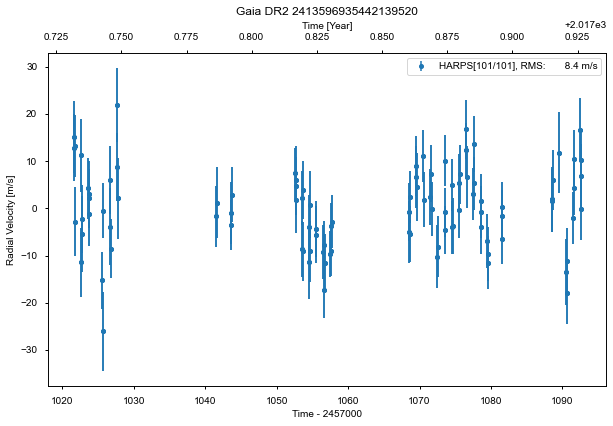 Gaia DR2 2413596935442139520
Time [Year]
+2.017e3
0.725 0.750 0.775 0.800 0.825 0.850 0.875 0.900 0.925
HARPS[101/101], RMS: 8.4 m/s
30
20
10
0
−10
−20
−30
Radial Velocity [m/s]
1020 1030 1040 1050 1060 1070 1080 1090
Time - 2457000